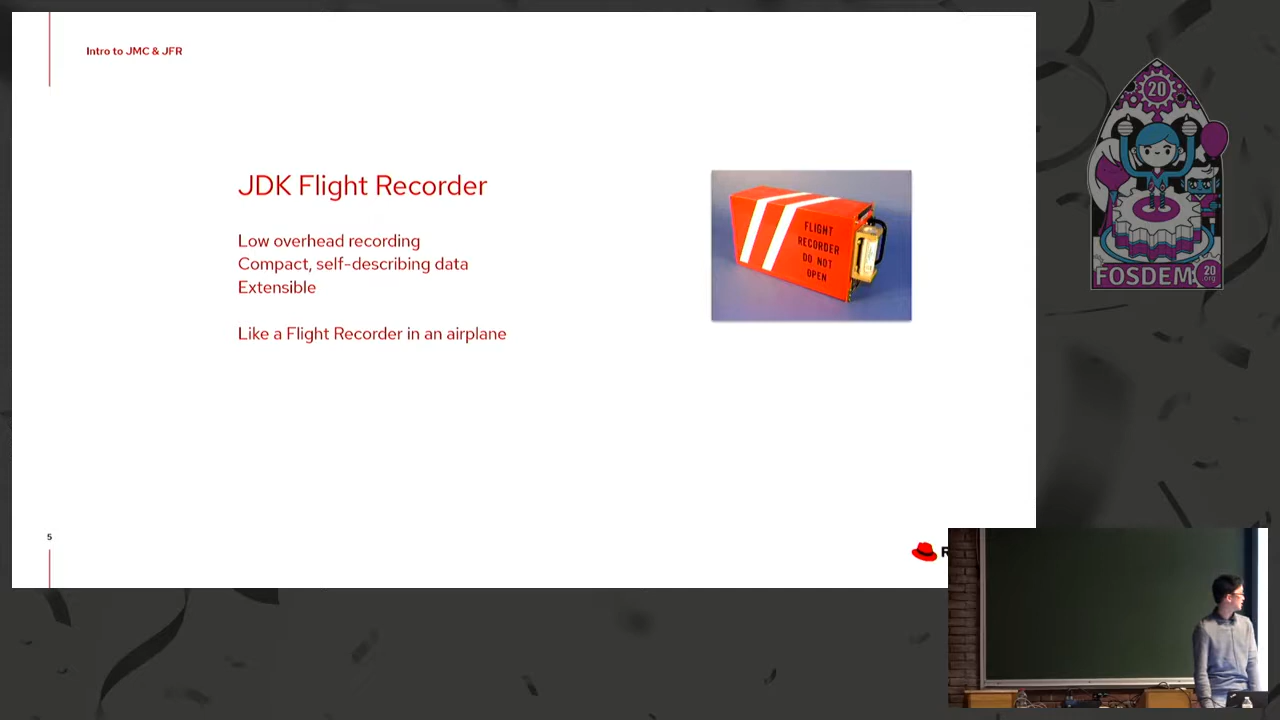 Intro to JMC & JFR
JDK Flight Recorder
Low overhead recording
Compact, self-describing data
Extensible
Like a Flight Recorder in an airplane
FLIGHT
RECORDER
DO NOT
OPEN
5
20
FOSDEM
20
.org